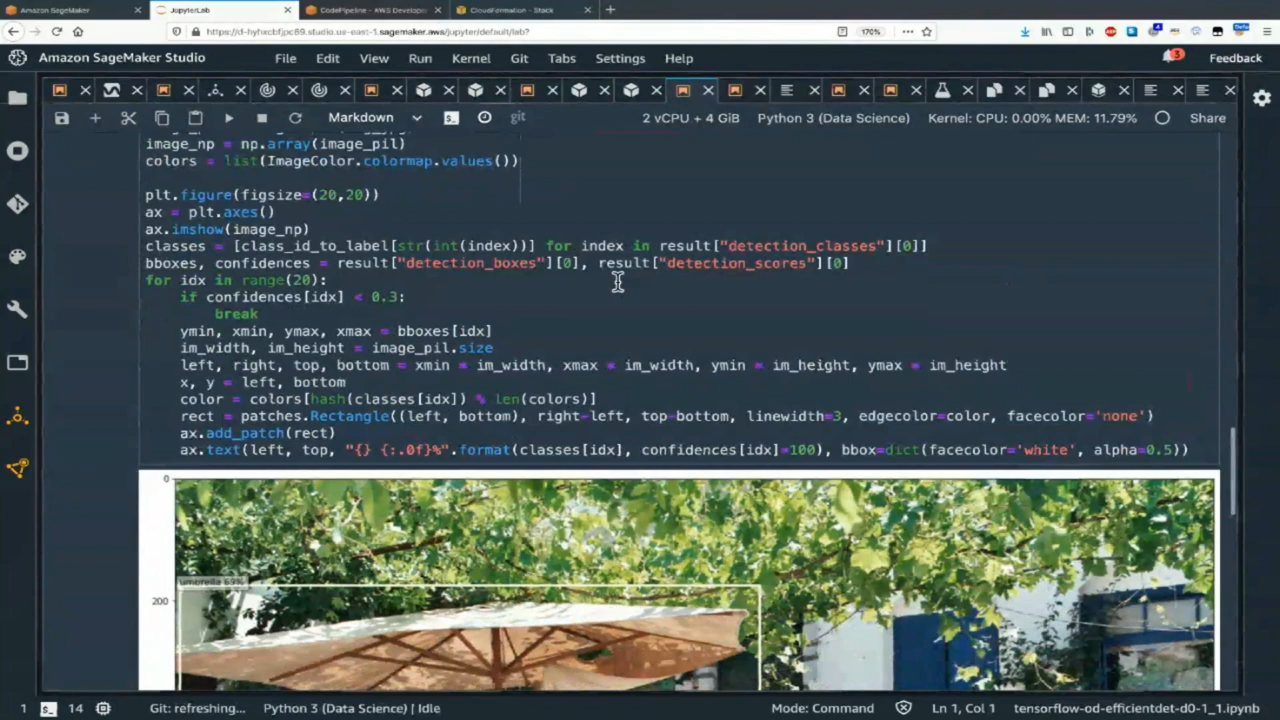 Amazon SageMaker
JupyterLab
CodePipeline - AWS Develope
CloudFormation - Stack
https://d-hyhxcbfjpc89.studio.us-east-1.sagemaker.aws/jupyter/default/lab?
170%
Amazon SageMaker Studio
File Edit View Run Kernel Git Tabs Settings Help
3
Feedback
Markdown
git
2 vCPU + 4 GiB
Python 3 (Data Science)
Kernel: CPU: 0.00% MEM: 11.79%
Share
image_np = np.array(image_pil)
colors = list(ImageColor.colormap.values())
plt.figure(figsize=(20,20))
ax = plt.axes()
ax.imshow(image_np)
classes = [class_id_to_label[str(int(index))] for index in result["detection_classes"][0]]
bboxes, confidences = result["detection_boxes"][0], result["detection_scores"][0]
for idx in range(20):
if confidences[idx] < 0.3:
break
ymin, xmin, ymax, xmax = bboxes[idx]
im_width, im_height = image_pil.size
left, right, top, bottom = xmin * im_width, xmax * im_width, ymin * im_height, ymax * im_height
x, y = left, bottom
color = colors[hash(classes[idx]) % len(colors)]
rect = patches.Rectangle((left, bottom), right-left, top-bottom, linewidth=3, edgecolor=color, facecolor='none')
ax.add_patch(rect)
ax.text(left, top, "{} {:.0f}%".format(classes[idx], confidences[idx]*100), bbox=dict(facecolor='white', alpha=0.5))
0
umbrella 69%
200
1
14
Git: refreshing...
Python 3 (Data Science) | Idle
Mode: Command
Ln 1, Col 1
tensorflow-od-efficientdet-d0-1_1.ipynb